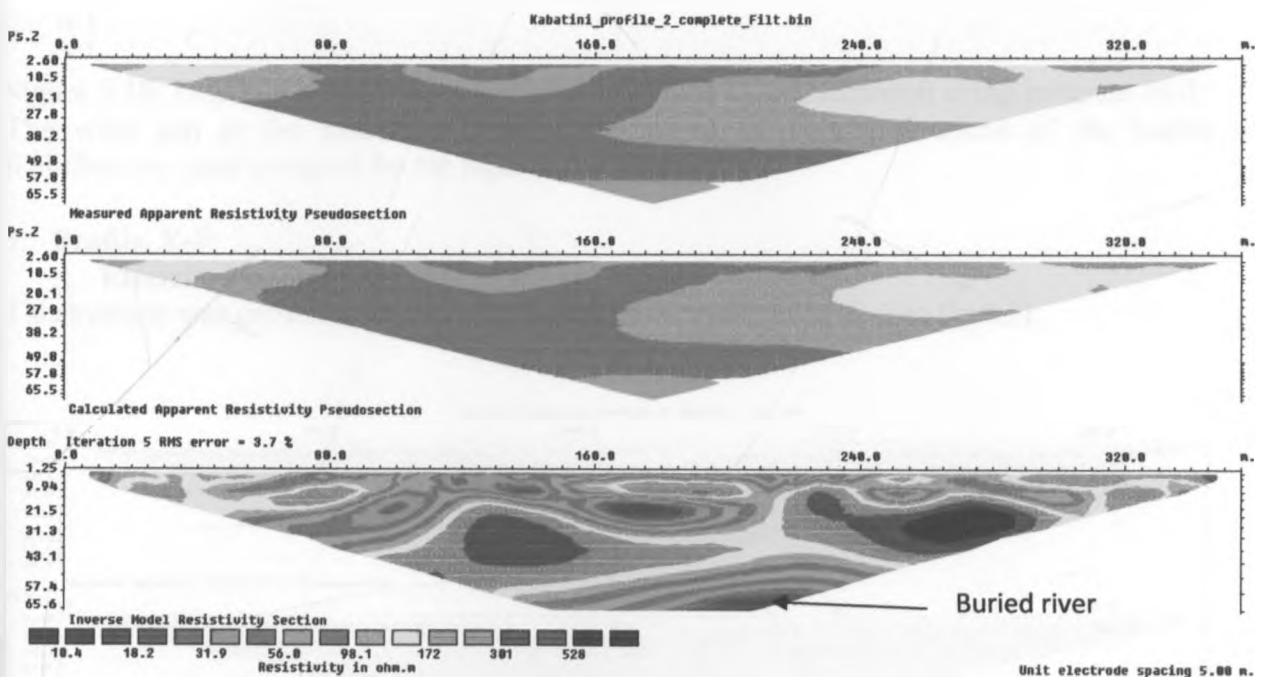 Kabatini_profile_2_complete_Filt.bin
Ps.Z 0.0 80.0 160.0 240.0 320.0 m.
2.60
10.5
20.1
27.0
38.2
49.8
57.8
65.5
Measured Apparent Resistivity Pseudosection
Ps.Z 0.0 80.0 160.0 240.0 320.0 m.
2.60
10.5
20.1
27.0
38.2
49.8
57.8
65.5
Calculated Apparent Resistivity Pseudosection
Depth Iteration 5 RMS error = 3.7 %
0.0 80.0 160.0 240.0 320.0 m.
1.25
9.94
21.5
31.3
43.1
57.4
65.6
Buried river
Inverse Model Resistivity Section
10.4 18.2 31.9 56.0 98.1 172 301 528
Resistivity in ohm.m
Unit electrode spacing 5.00 m.